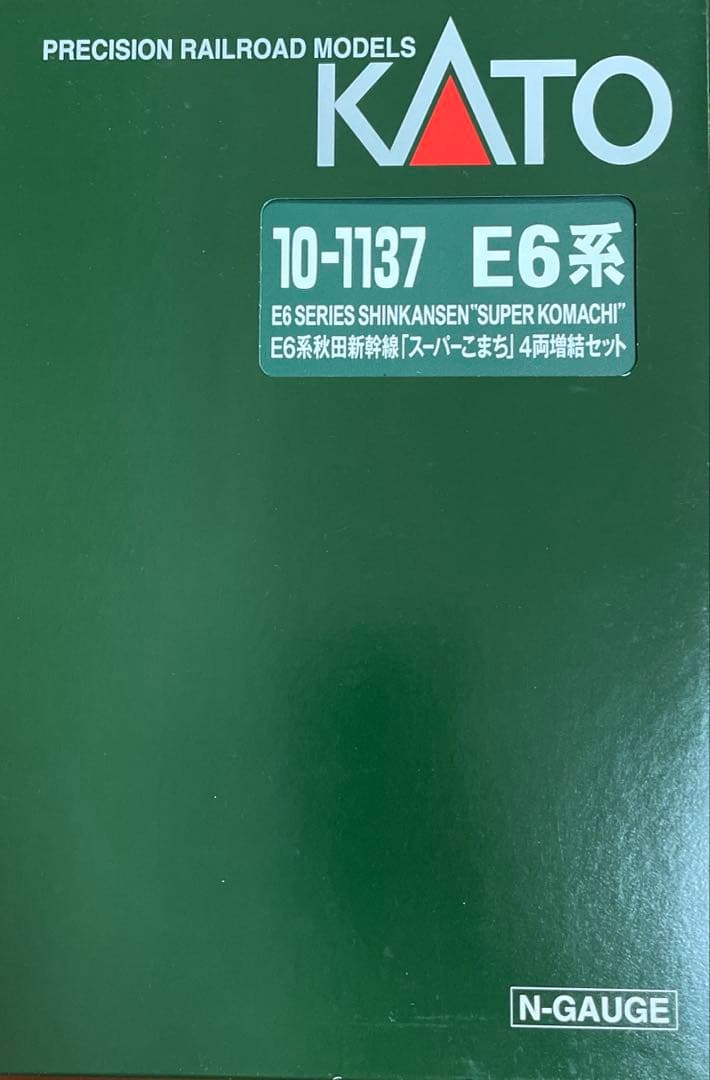 PRECISION RAILROAD MODELS
KATO
10-1137 E6系
E6 SERIES SHINKANSEN "SUPER KOMACHI"
E6系秋田新幹線「スーパーこまち」4両増結セット
N-GAUGE